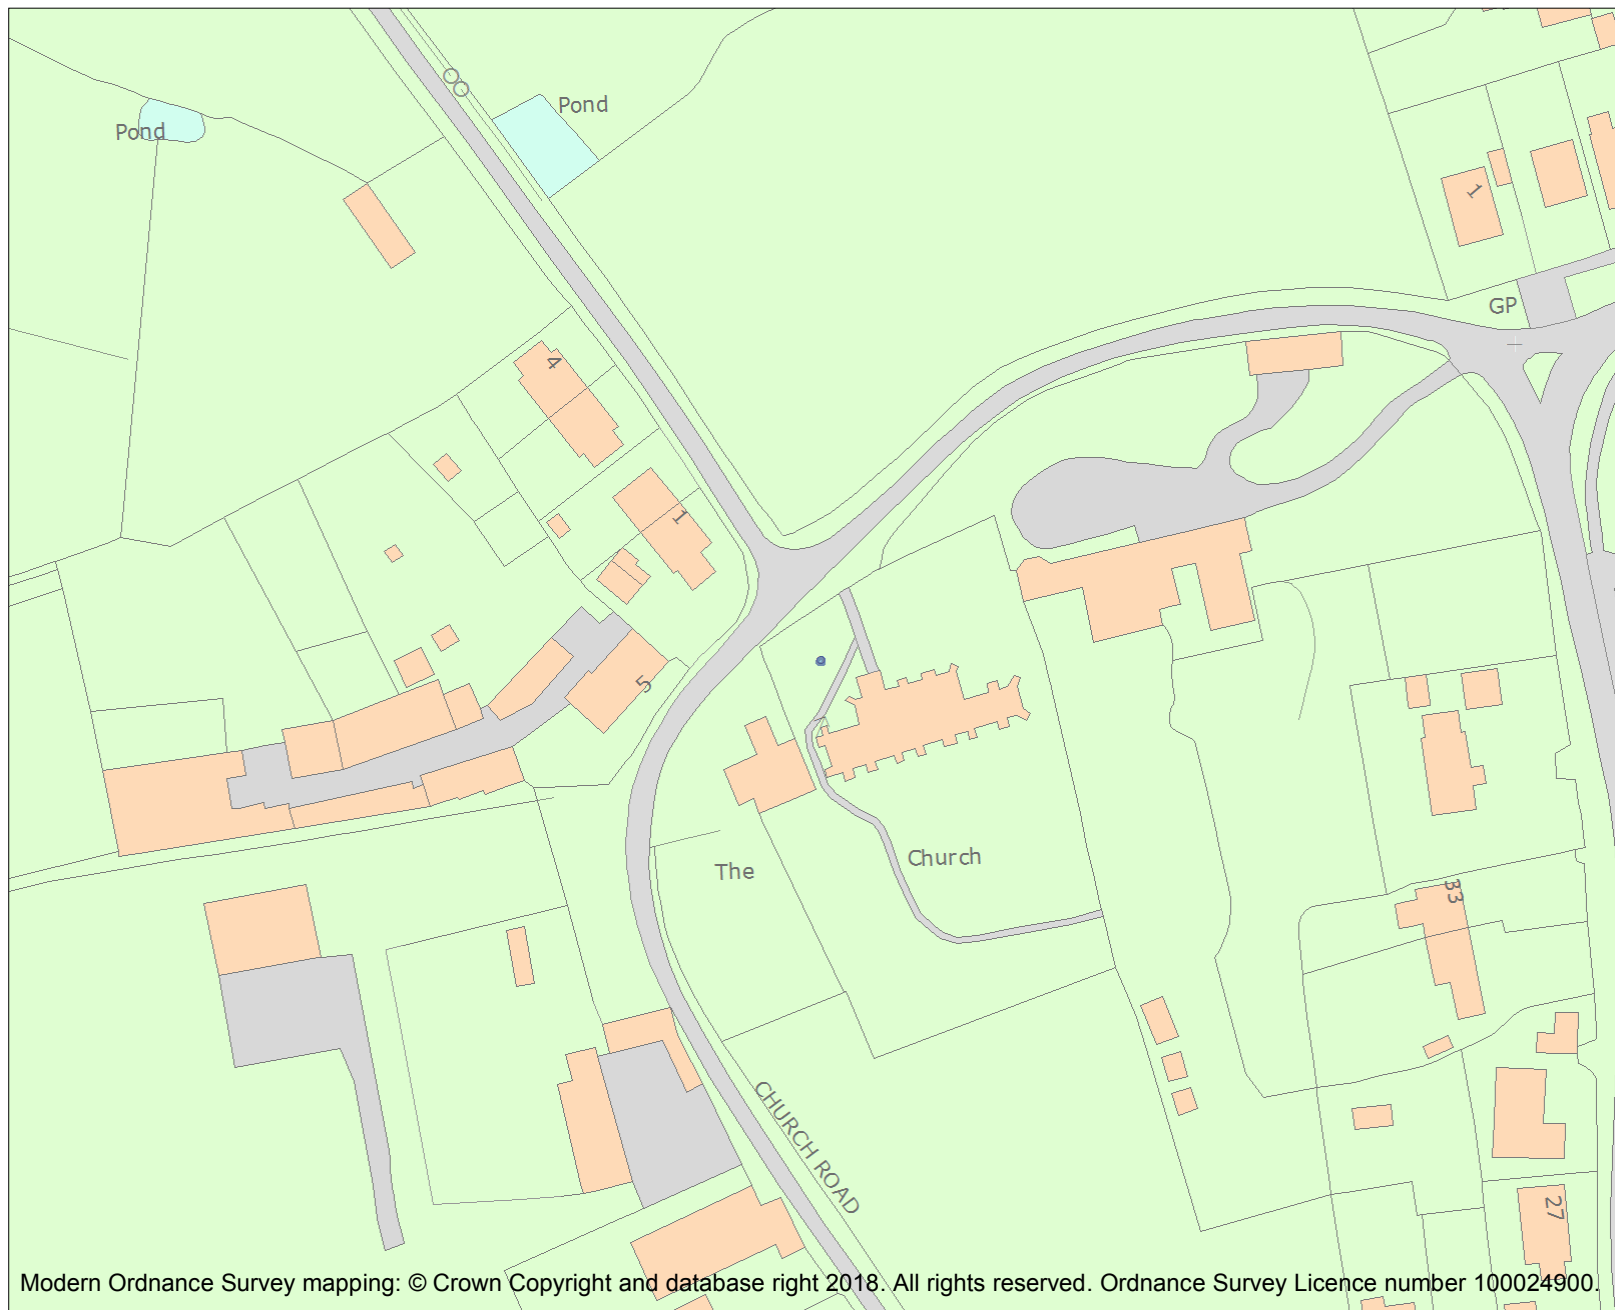 Pond
Pond
1
GP
4
1
5
The
Church
33
CHURCH ROAD
27
Modern Ordnance Survey mapping: © Crown Copyright and database right 2018. All rights reserved. Ordnance Survey Licence number 100024900.